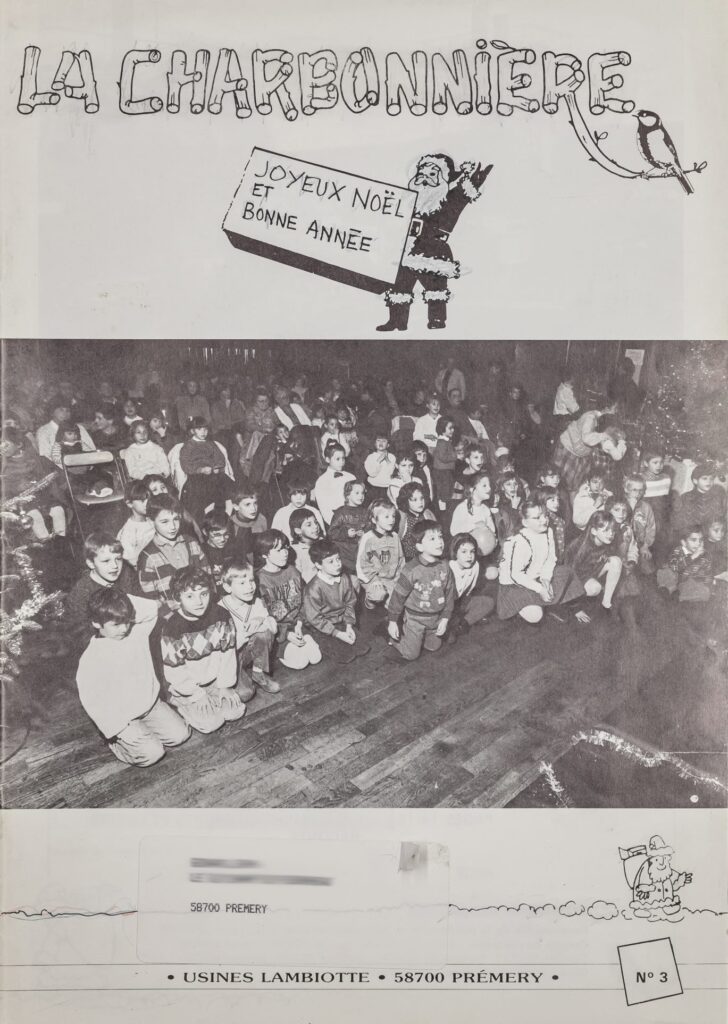 LA CHARBONNIÈRE
JOYEUX NOËL
ET
BONNE ANNÉE
58700 PREMERY
• USINES LAMBIOTTE • 58700 PRÉMERY •
N° 3